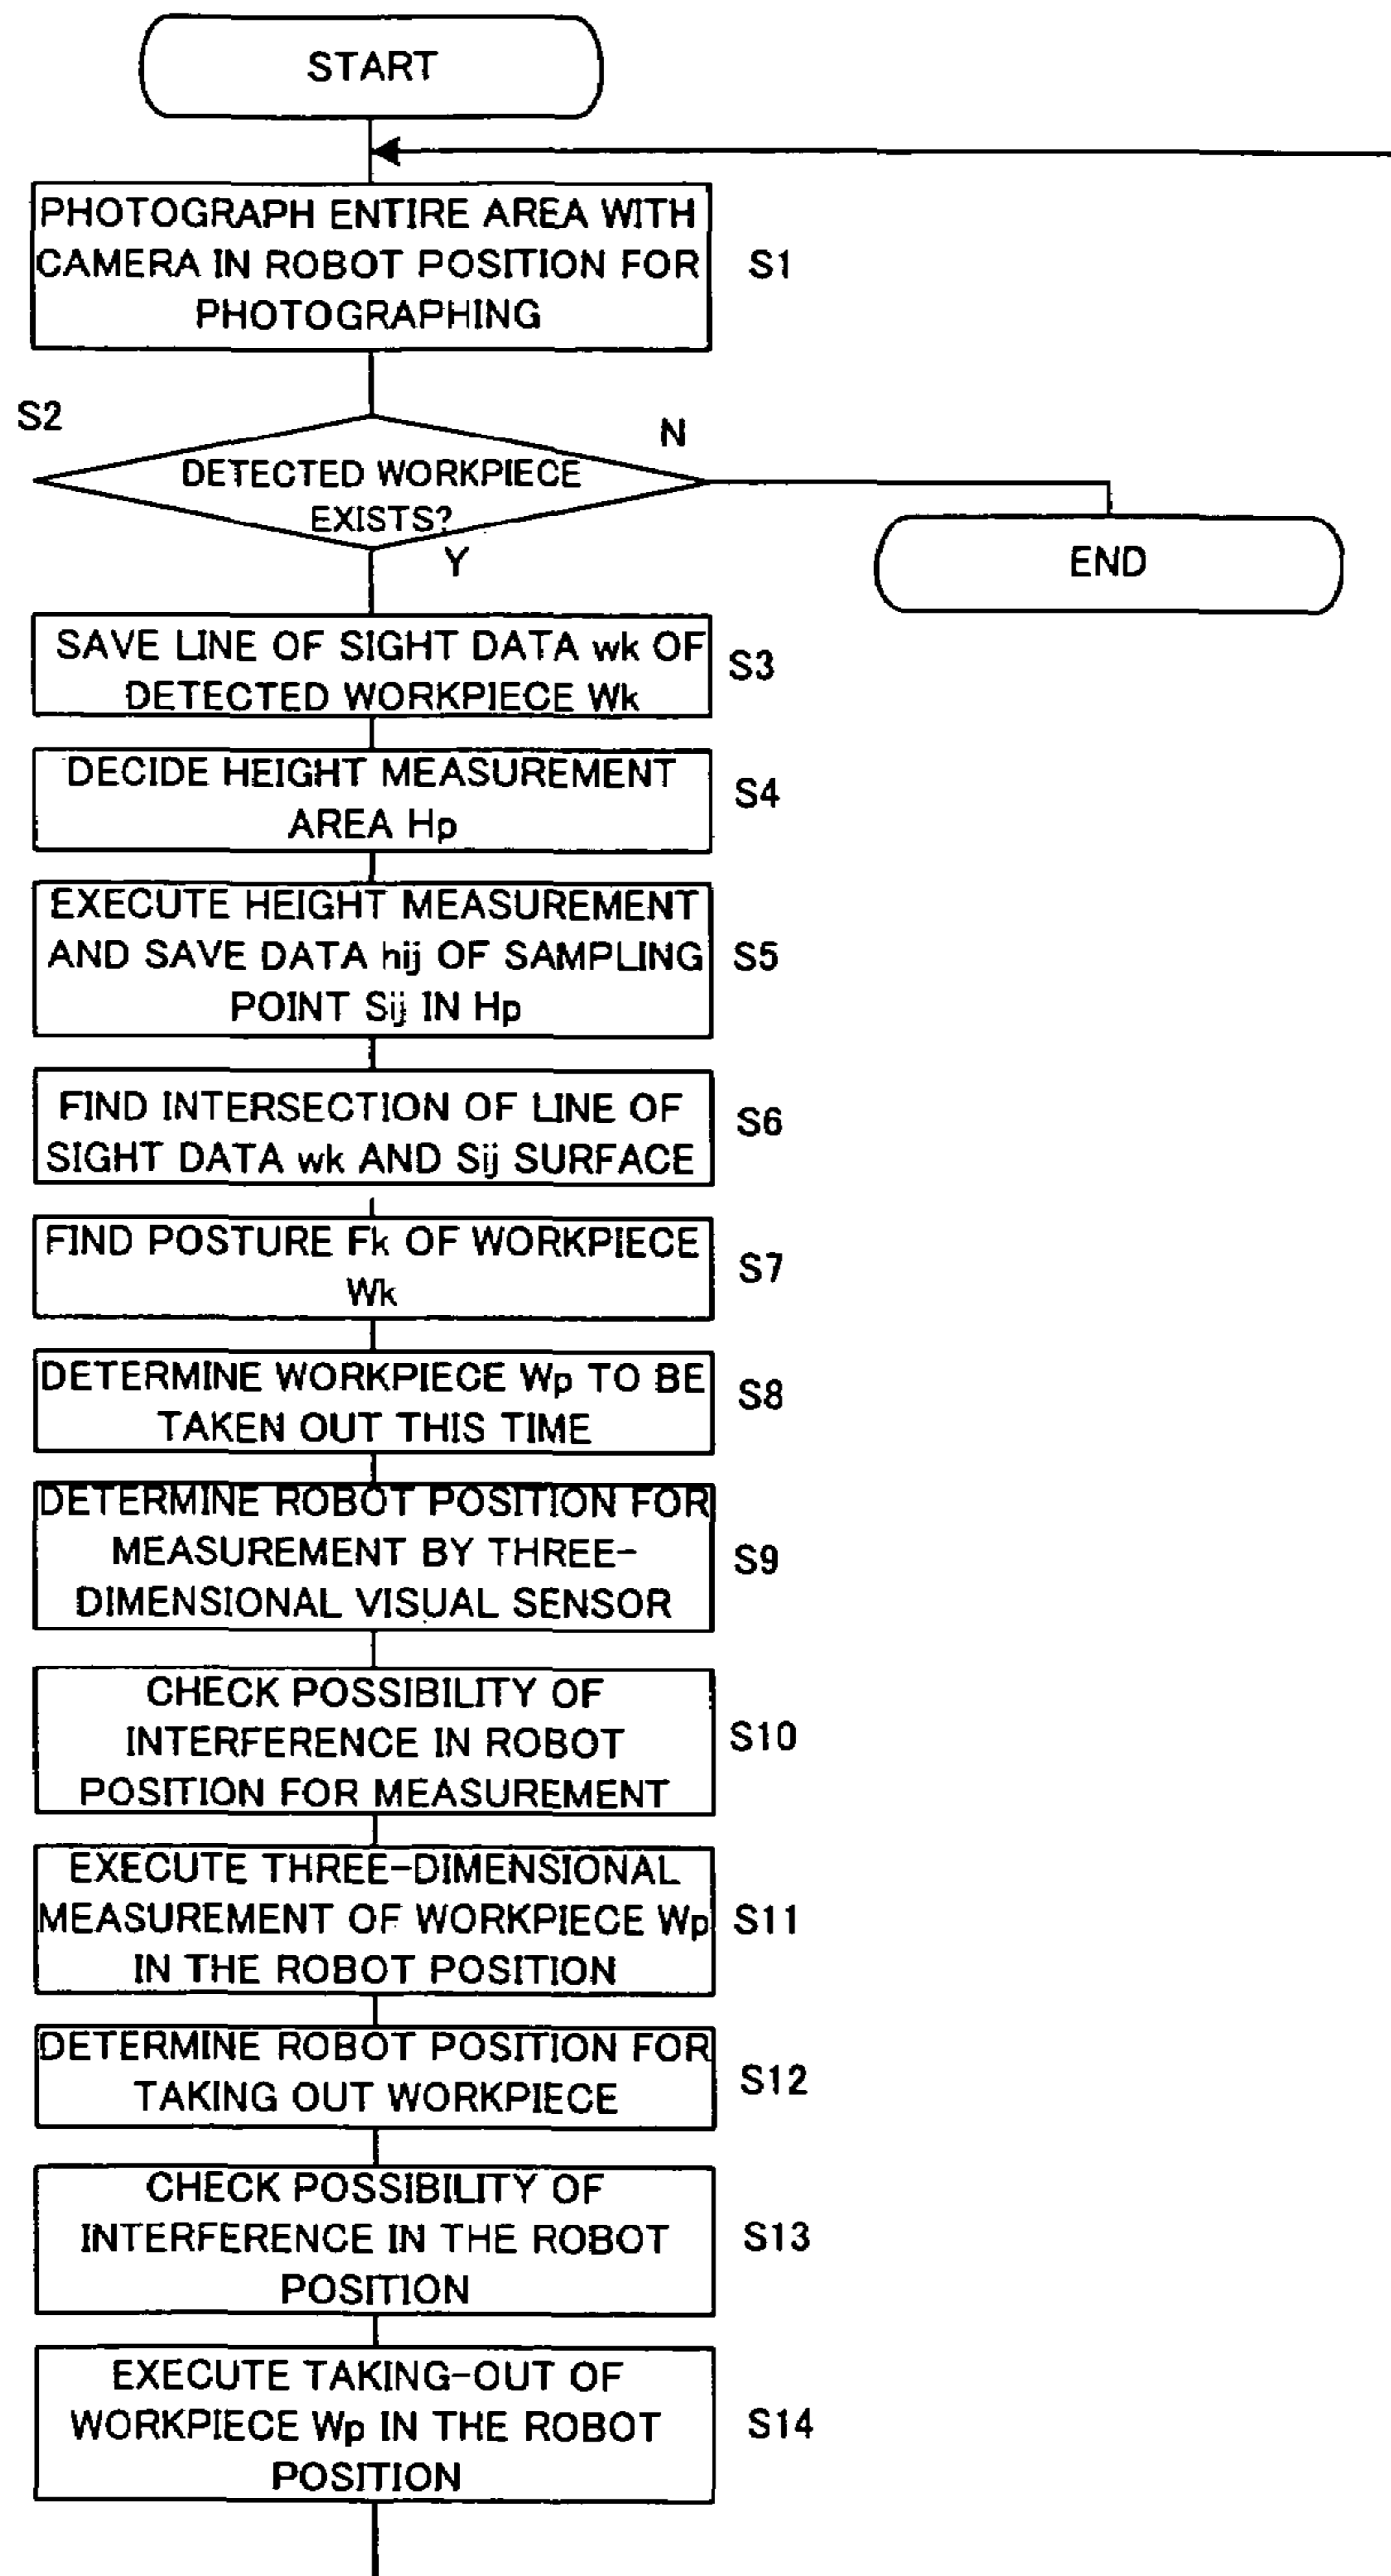 START
PHOTOGRAPH ENTIRE AREA WITH
CAMERA IN ROBOT POSITION FOR
PHOTOGRAPHING
S1
S2
DETECTED WORKPIECE
EXISTS?
N
Y
END
SAVE LINE OF SIGHT DATA wk OF
DETECTED WORKPIECE Wk
S3
DECIDE HEIGHT MEASUREMENT
AREA Hp
S4
EXECUTE HEIGHT MEASUREMENT
AND SAVE DATA hij OF SAMPLING
POINT Sij IN Hp
S5
FIND INTERSECTION OF LINE OF
SIGHT DATA wk AND Sij SURFACE
S6
FIND POSTURE Fk OF WORKPIECE
Wk
S7
DETERMINE WORKPIECE Wp TO BE
TAKEN OUT THIS TIME
S8
DETERMINE ROBOT POSITION FOR
MEASUREMENT BY THREE-
DIMENSIONAL VISUAL SENSOR
S9
CHECK POSSIBILITY OF
INTERFERENCE IN ROBOT
POSITION FOR MEASUREMENT
S10
EXECUTE THREE-DIMENSIONAL
MEASUREMENT OF WORKPIECE Wp
IN THE ROBOT POSITION
S11
DETERMINE ROBOT POSITION FOR
TAKING OUT WORKPIECE
S12
CHECK POSSIBILITY OF
INTERFERENCE IN THE ROBOT
POSITION
S13
EXECUTE TAKING-OUT OF
WORKPIECE Wp IN THE ROBOT
POSITION
S14